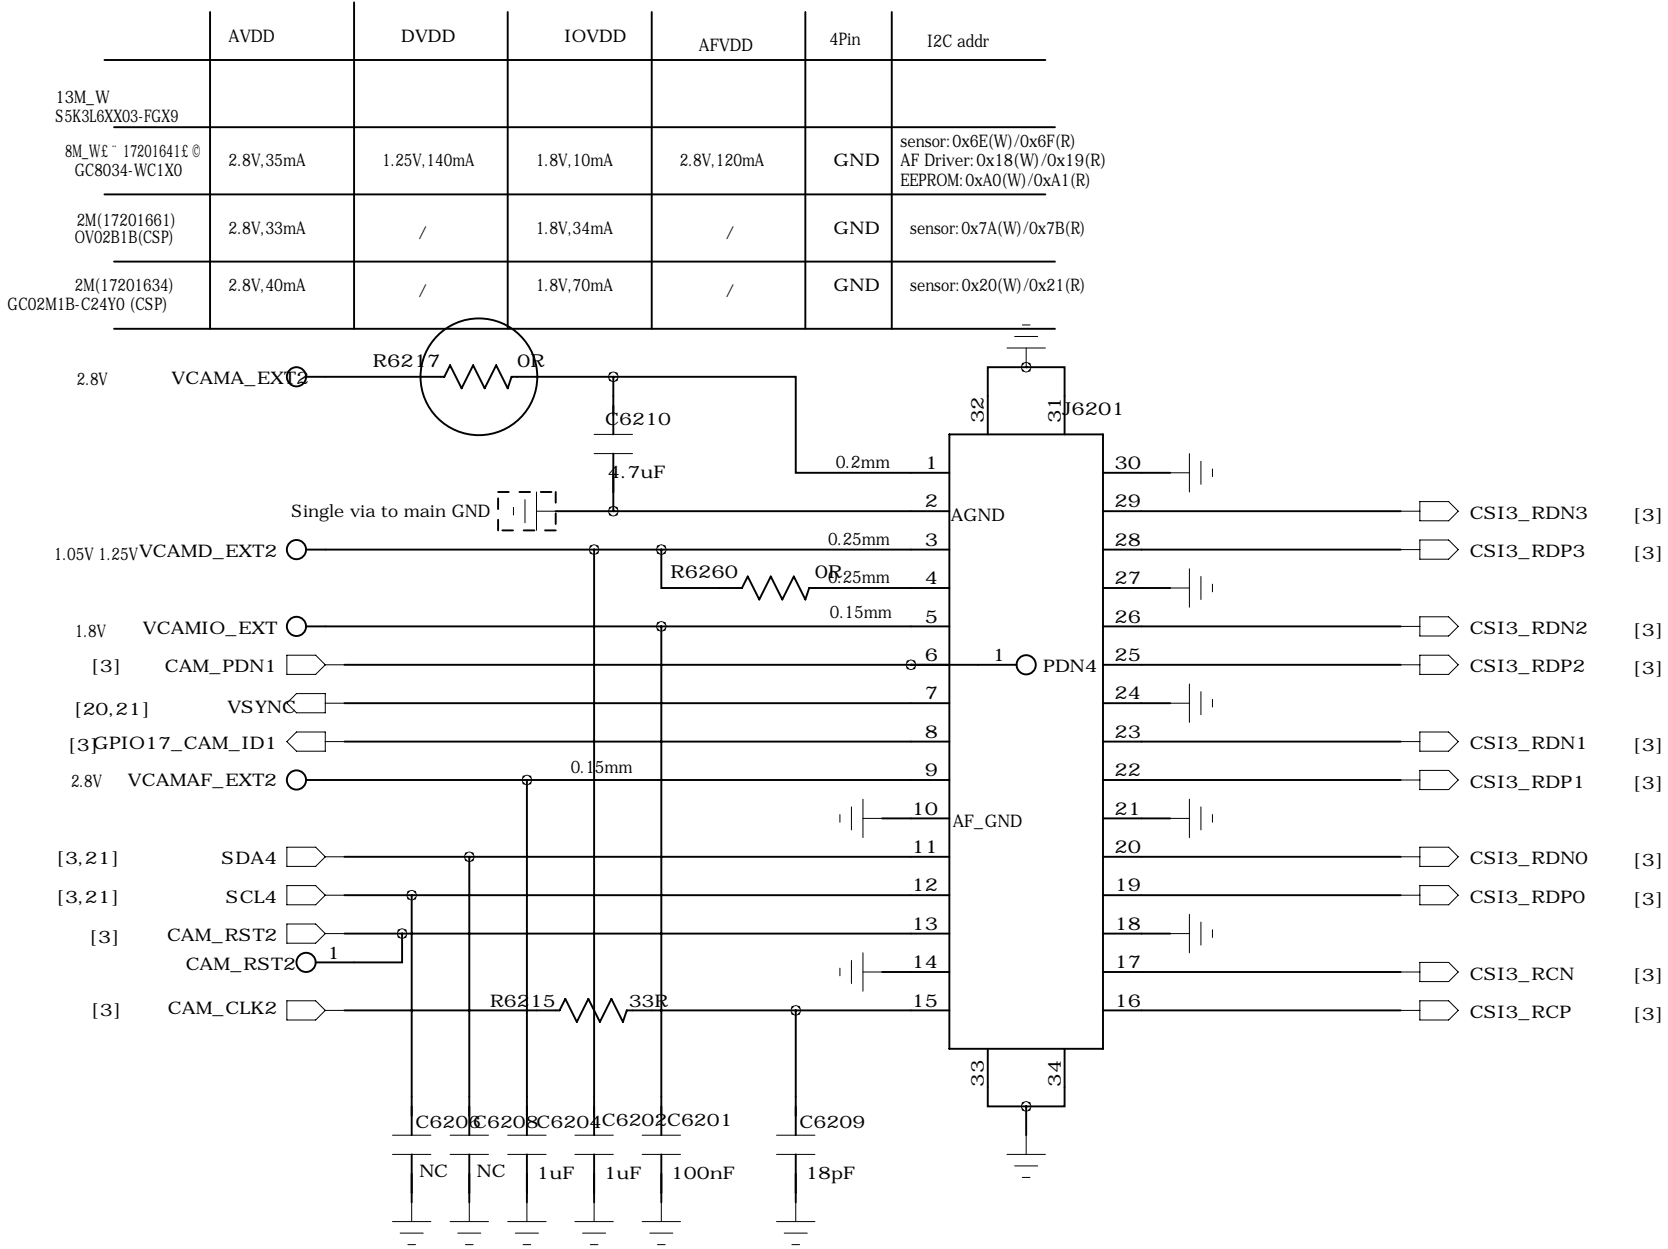 AVDD DVDD IOVDD AFVDD 4Pin I2C addr
13M_W
S5K3L6XX03-FGX9
8M_W£¨ 17201641£©
GC8034-WC1X0
2.8V,35mA 1.25V,140mA 1.8V,10mA 2.8V,120mA GND
sensor:0x6E(W)/0x6F(R)
AF Driver:0x18(W)/0x19(R)
EEPROM:0xA0(W)/0xA1(R)
2M(17201661)
OV02B1B(CSP)
2.8V,33mA / 1.8V,34mA / GND sensor:0x7A(W)/0x7B(R)
2M(17201634)
GC02M1B-C24Y0 (CSP)
2.8V,40mA / 1.8V,70mA / GND sensor:0x20(W)/0x21(R)
2.8V VCAMA_EXT2 R6217 0R
32 31 J6201
C6210
4.7uF
0.2mm 1 30
Single via to main GND 2 AGND 29 CSI3_RDN3 [3]
1.05V 1.25V VCAMD_EXT2 0.25mm 3 28 CSI3_RDP3 [3]
R6260 0R 0.25mm 4 27
1.8V VCAMIO_EXT 0.15mm 5 26 CSI3_RDN2 [3]
[3] CAM_PDN1 6 1 PDN4 25 CSI3_RDP2 [3]
[20,21] VSYNC 7 24
[3] GPIO17_CAM_ID1 8 23 CSI3_RDN1 [3]
2.8V VCAMAF_EXT2 0.15mm 9 22 CSI3_RDP1 [3]
10 AF_GND 21
[3,21] SDA4 11 20 CSI3_RDN0 [3]
[3,21] SCL4 12 19 CSI3_RDP0 [3]
[3] CAM_RST2 13 18
CAM_RST2 1
14 17 CSI3_RCN [3]
[3] CAM_CLK2 R6215 33R 15 16 CSI3_RCP [3]
33 34
C6206 C6208 C6204 C6202 C6201 C6209
NC NC 1uF 1uF 100nF 18pF